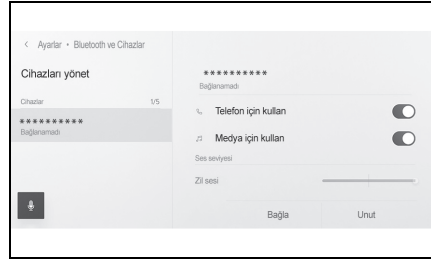 Ayarlar • Bluetooth ve Cihazlar
Cihazları yönet
Cihazlar 1/5
**********
Bağlanamadı
**********
Bağlanamadı
Telefon için kullan
Medya için kullan
Ses seviyesi
Zil sesi
Bağla Unut